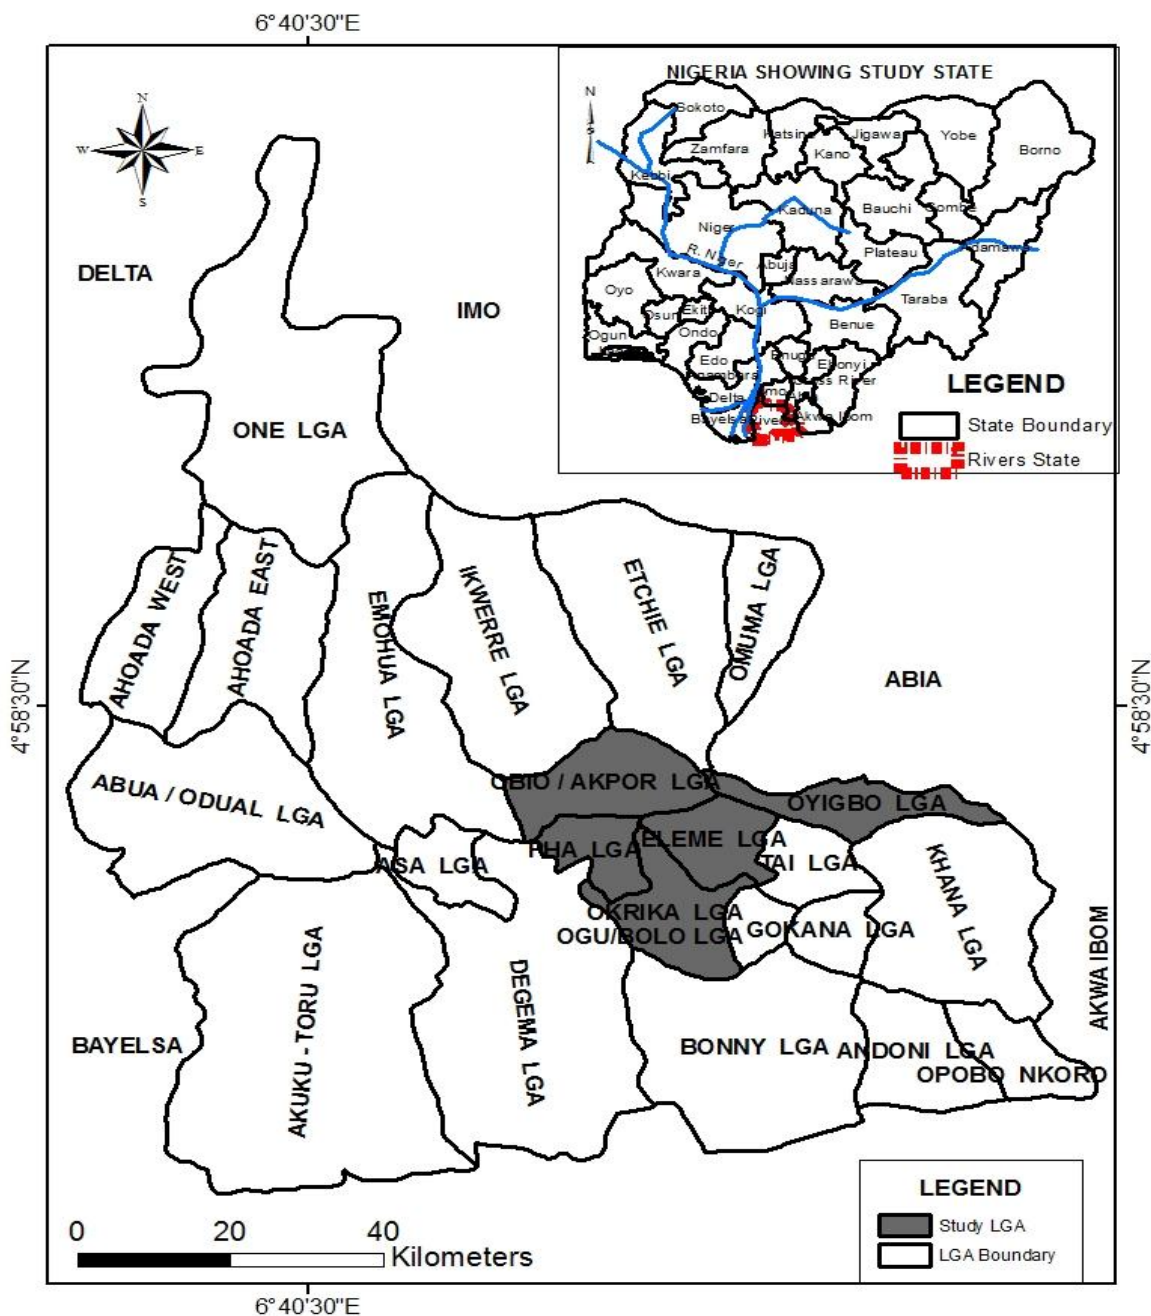 6°40'30"E
NIGERIA SHOWING STUDY STATE
N
Sokoto
Katsina
Jigawa
Yobe
Borno
Zamfara
Kano
Kebbi
Kaduna
Bauchi
Gombe
Niger
R. Niger
Plateau
Adamawa
Abuja
Kwara
Nassarawa
Taraba
Oyo
Osun
Ekiti
Kogi
Benue
Ogun
Ondo
Edo
Enugu
Ebonyi
Anambara
Cross River
Delta
Imo
Bayelsa
Rivers
Akwa Ibom
LEGEND
State Boundary
Rivers State
N
W
E
S
DELTA
IMO
ONE LGA
AHOADA WEST
AHOADA EAST
EMOHUA LGA
IKWERRE LGA
ETCHIE LGA
OMUMA LGA
ABIA
4°58'30"N
4°58'30"N
OBIO / AKPOR LGA
OYIGBO LGA
ABUA / ODUAL LGA
ASA LGA
PHA LGA
ELEME LGA
TAI LGA
KHANA LGA
OKRIKA LGA
OGU/BOLO LGA
GOKANA LGA
AKWA IBOM
AKUKU - TORU LGA
DEGEMA LGA
BAYELSA
BONNY LGA
ANDONI LGA
OPOBO NKORO
LEGEND
Study LGA
LGA Boundary
0 20 40
Kilometers
6°40'30"E